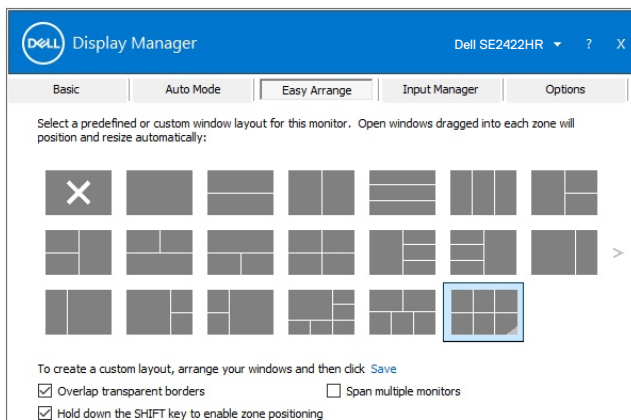 DELL Display Manager
Dell SE2422HR ? X
Basic Auto Mode Easy Arrange Input Manager Options
Select a predefined or custom window layout for this monitor. Open windows dragged into each zone will
position and resize automatically:
>
To create a custom layout, arrange your windows and then click Save
Overlap transparent borders Span multiple monitors
Hold down the SHIFT key to enable zone positioning